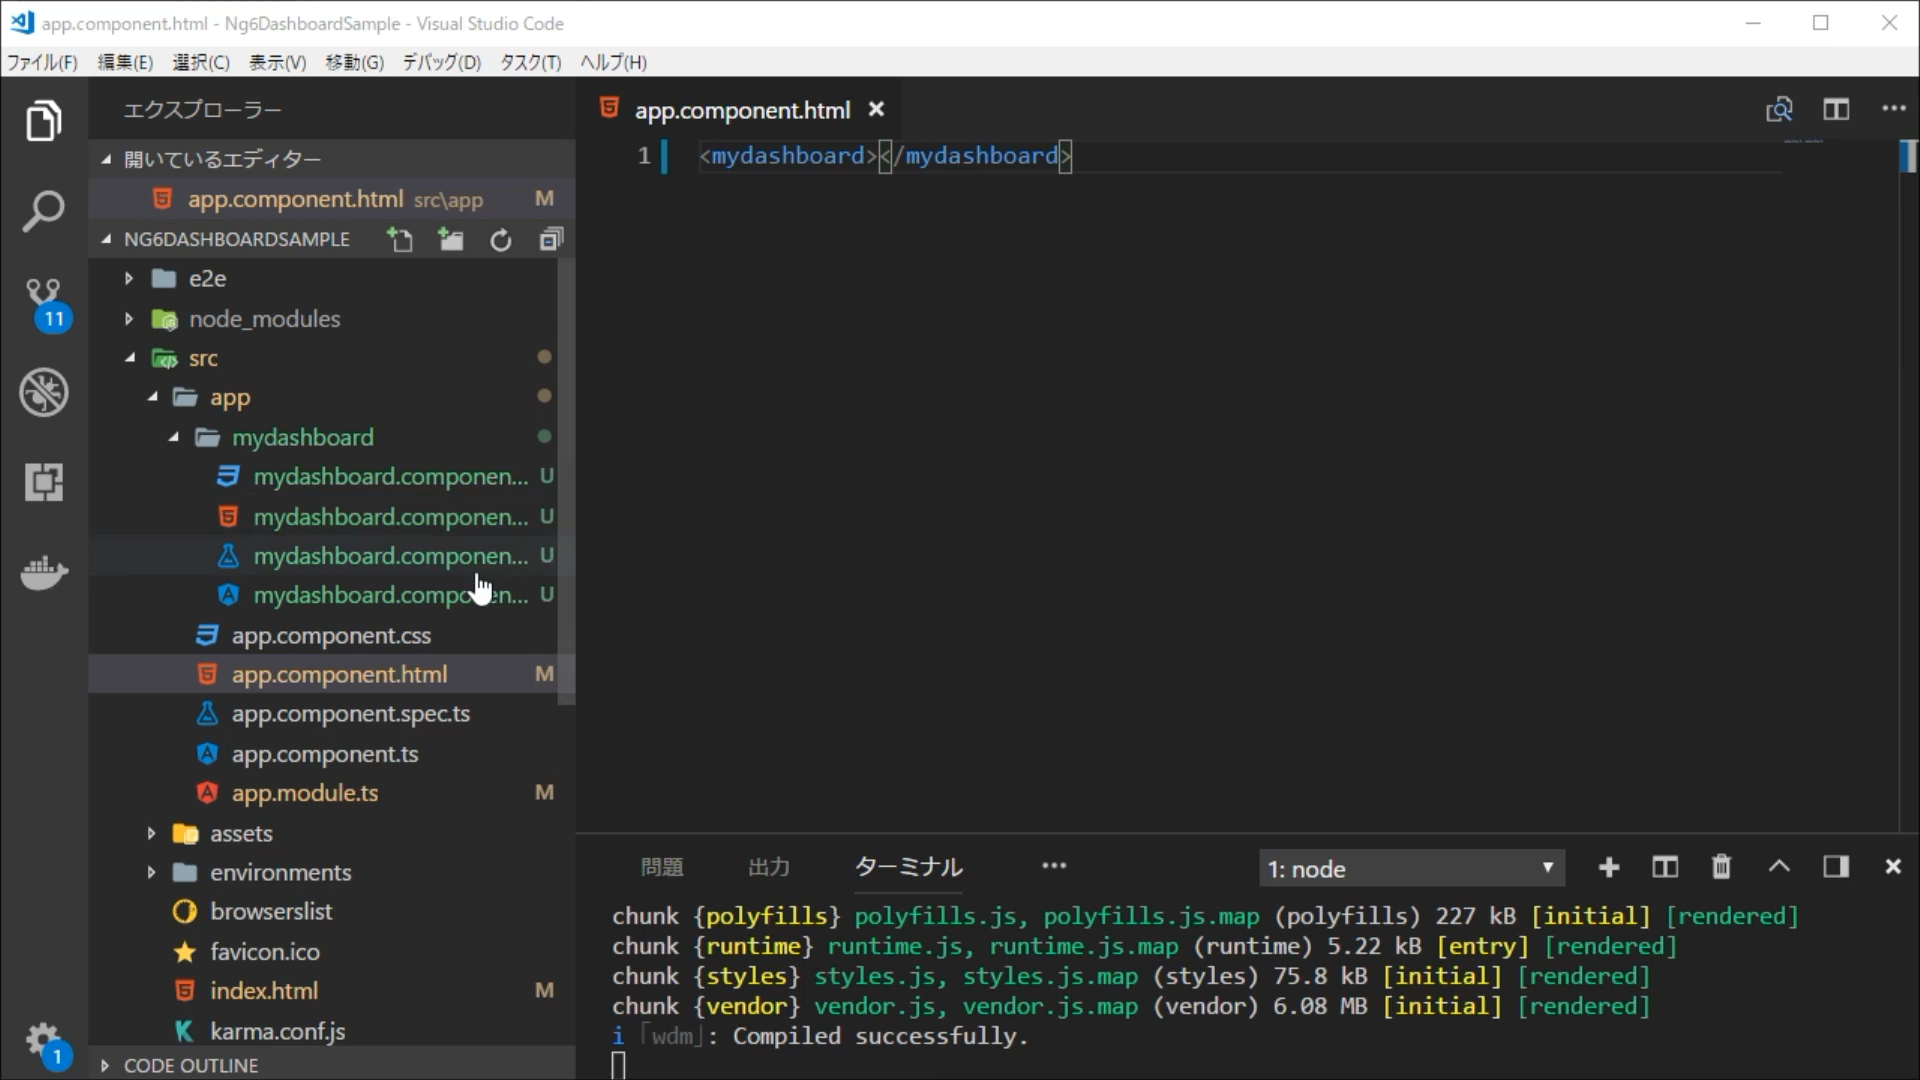 app.component.html - Ng6DashboardSample - Visual Studio Code
ファイル(F) 編集(E) 選択(C) 表示(V) 移動(G) デバッグ(D) タスク(T) ヘルプ(H)
エクスプローラー
開いているエディター
app.component.html src\app M
NG6DASHBOARDSAMPLE
e2e
node_modules
src
app
mydashboard
mydashboard.componen... U
mydashboard.componen... U
mydashboard.componen... U
mydashboard.componen... U
app.component.css
app.component.html M
app.component.spec.ts
app.component.ts
app.module.ts M
assets
environments
browserslist
favicon.ico
index.html M
karma.conf.js
CODE OUTLINE
11
1
app.component.html
1 <mydashboard></mydashboard>
問題 出力 ターミナル ... 1: node
chunk {polyfills} polyfills.js, polyfills.js.map (polyfills) 227 kB [initial] [rendered]
chunk {runtime} runtime.js, runtime.js.map (runtime) 5.22 kB [entry] [rendered]
chunk {styles} styles.js, styles.js.map (styles) 75.8 kB [initial] [rendered]
chunk {vendor} vendor.js, vendor.js.map (vendor) 6.08 MB [initial] [rendered]
i ｢wdm｣: Compiled successfully.